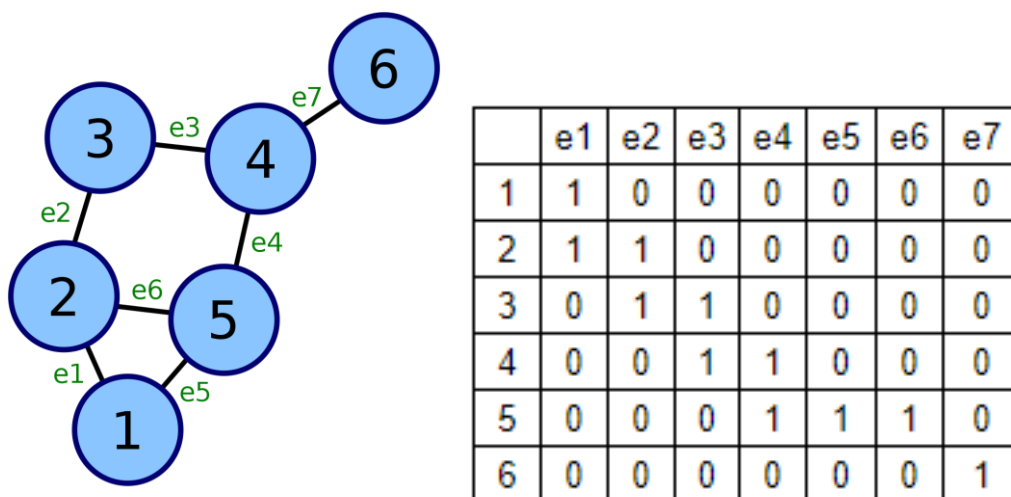 6
e7
3
e3
4
e2
e4
2
e6
5
e1
e5
1
e1 e2 e3 e4 e5 e6 e7
1 1 0 0 0 0 0 0
2 1 1 0 0 0 0 0
3 0 1 1 0 0 0 0
4 0 0 1 1 0 0 0
5 0 0 0 1 1 1 0
6 0 0 0 0 0 0 1